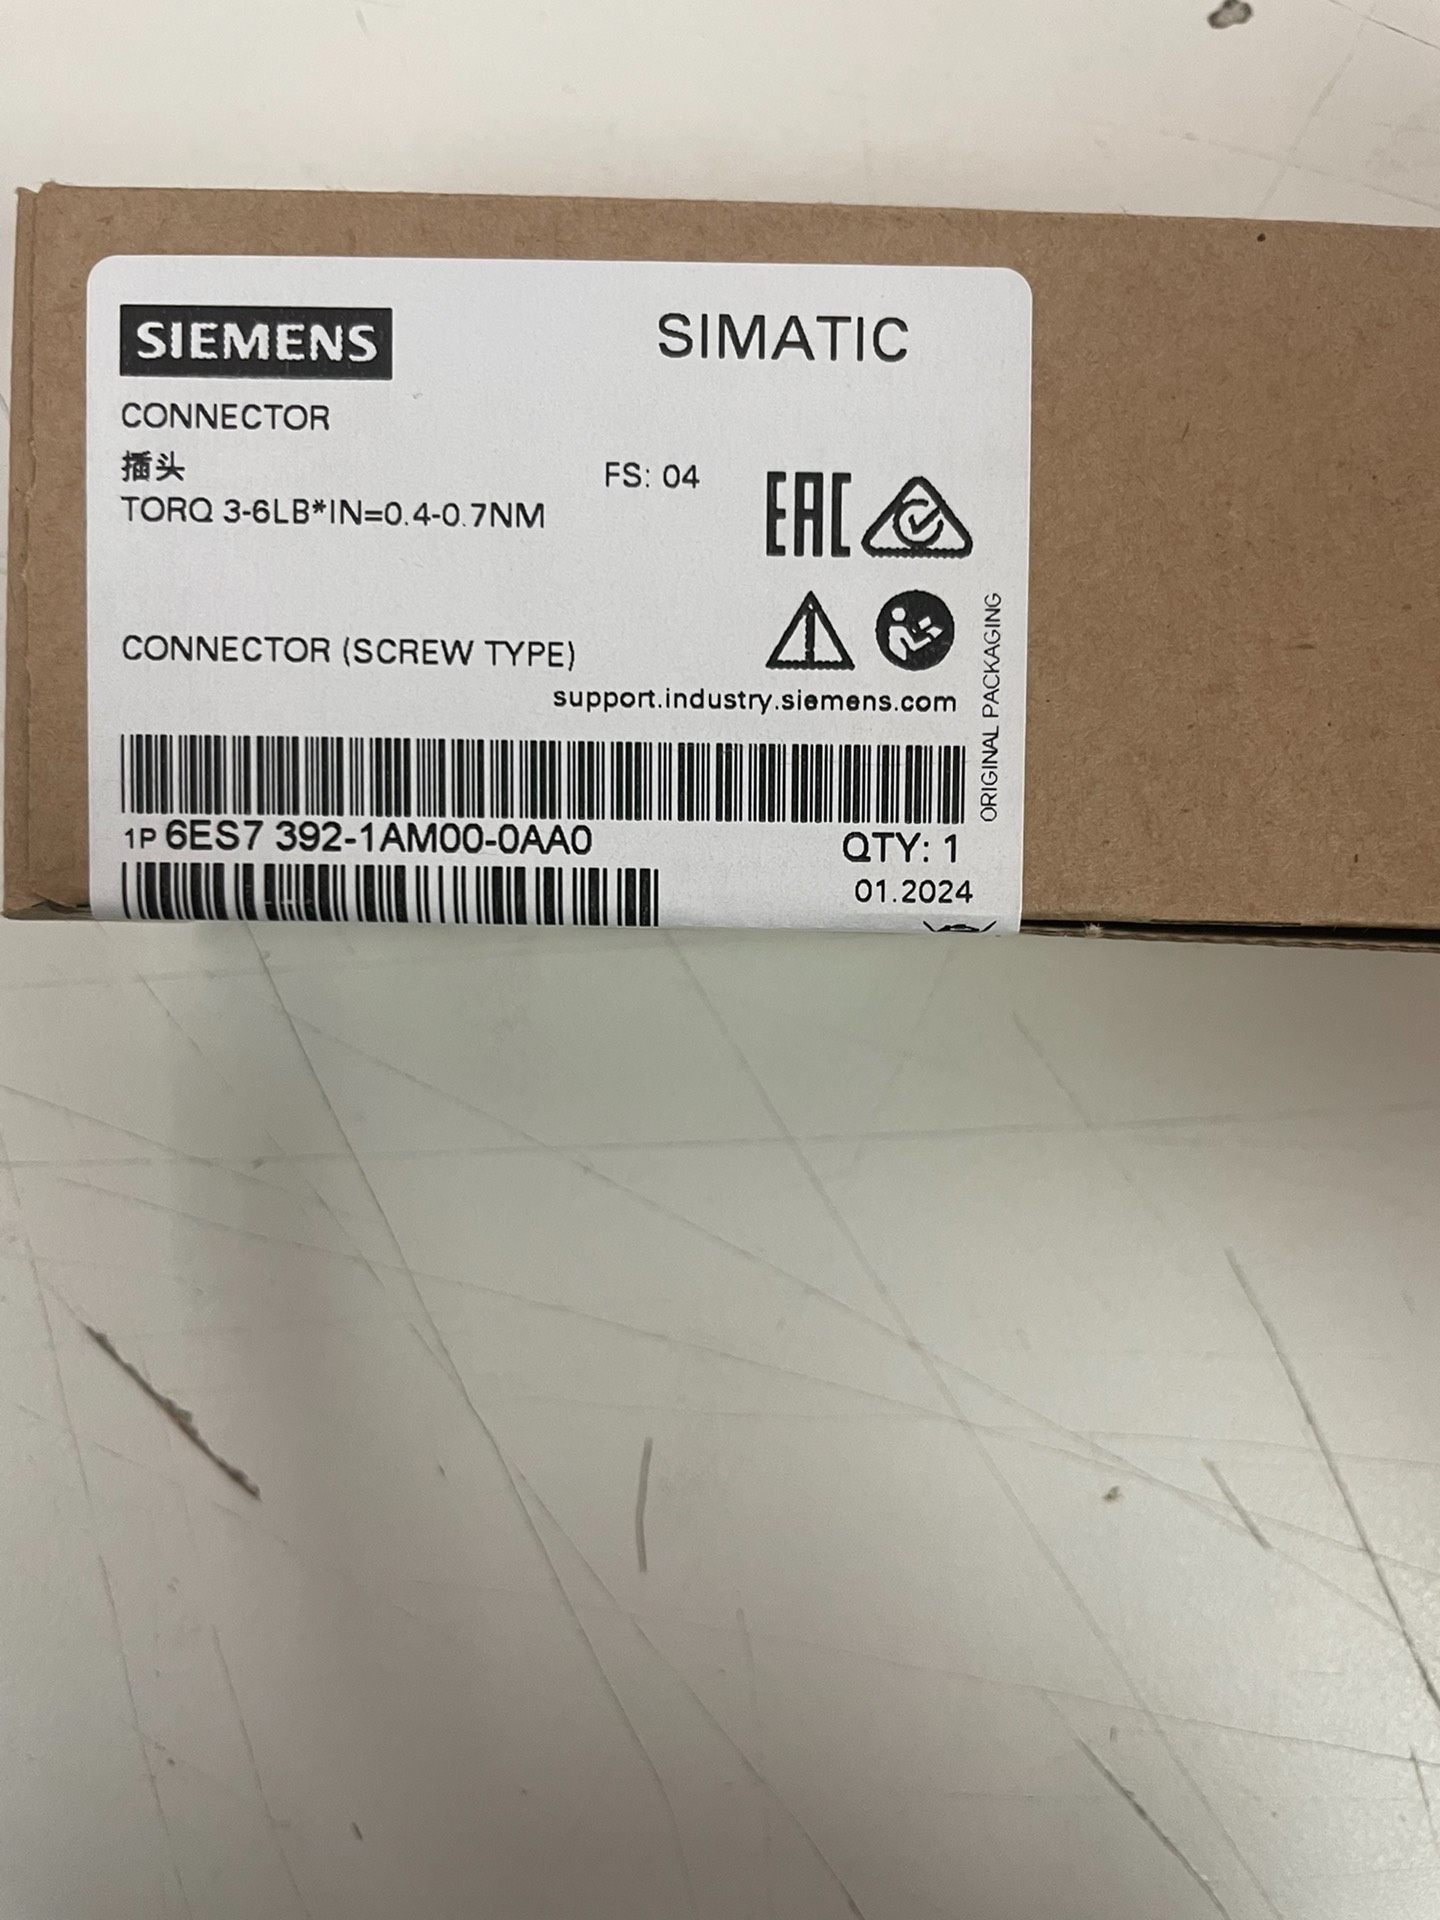 SIEMENS
SIMATIC
CONNECTOR
插头
FS: 04
TORQ 3-6LB*IN=0.4-0.7NM
EAC
CONNECTOR (SCREW TYPE)
support.industry.siemens.com
ORIGINAL PACKAGING
1P 6ES7 392-1AM00-0AA0
QTY: 1
01.2024